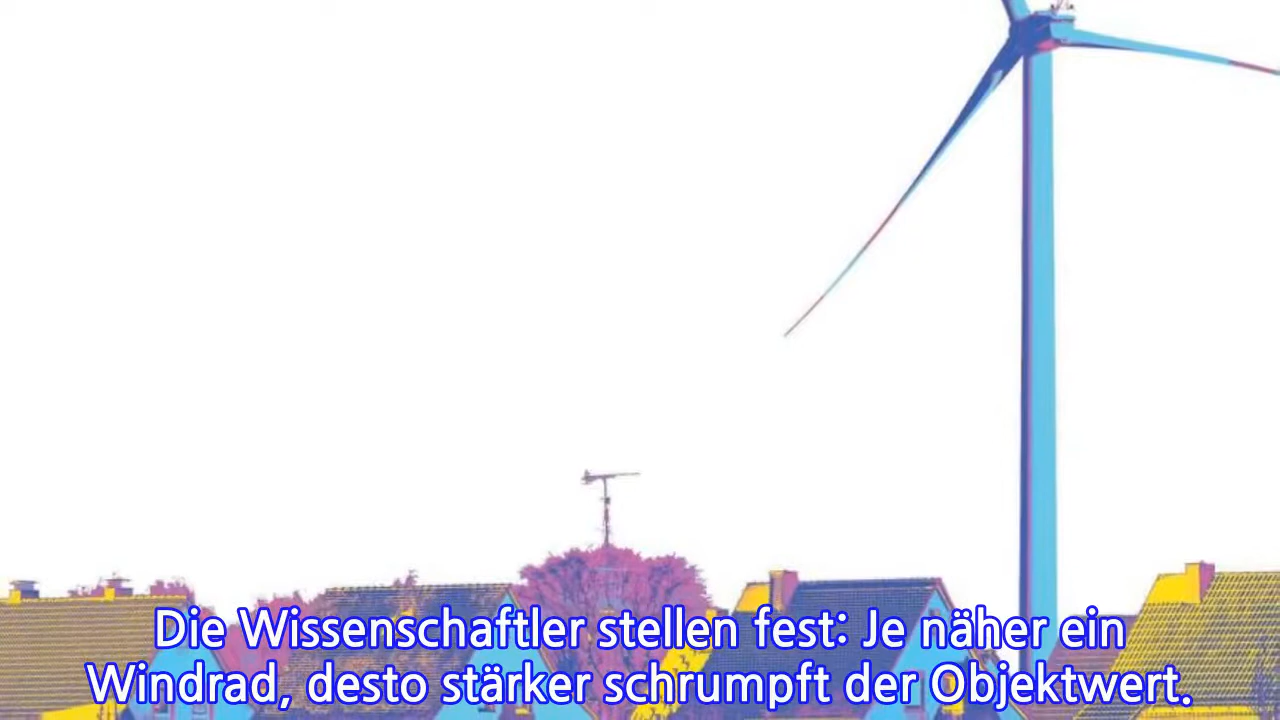 Die Wissenschaftler stellen fest: Je näher ein
Windrad, desto stärker schrumpft der Objektwert.